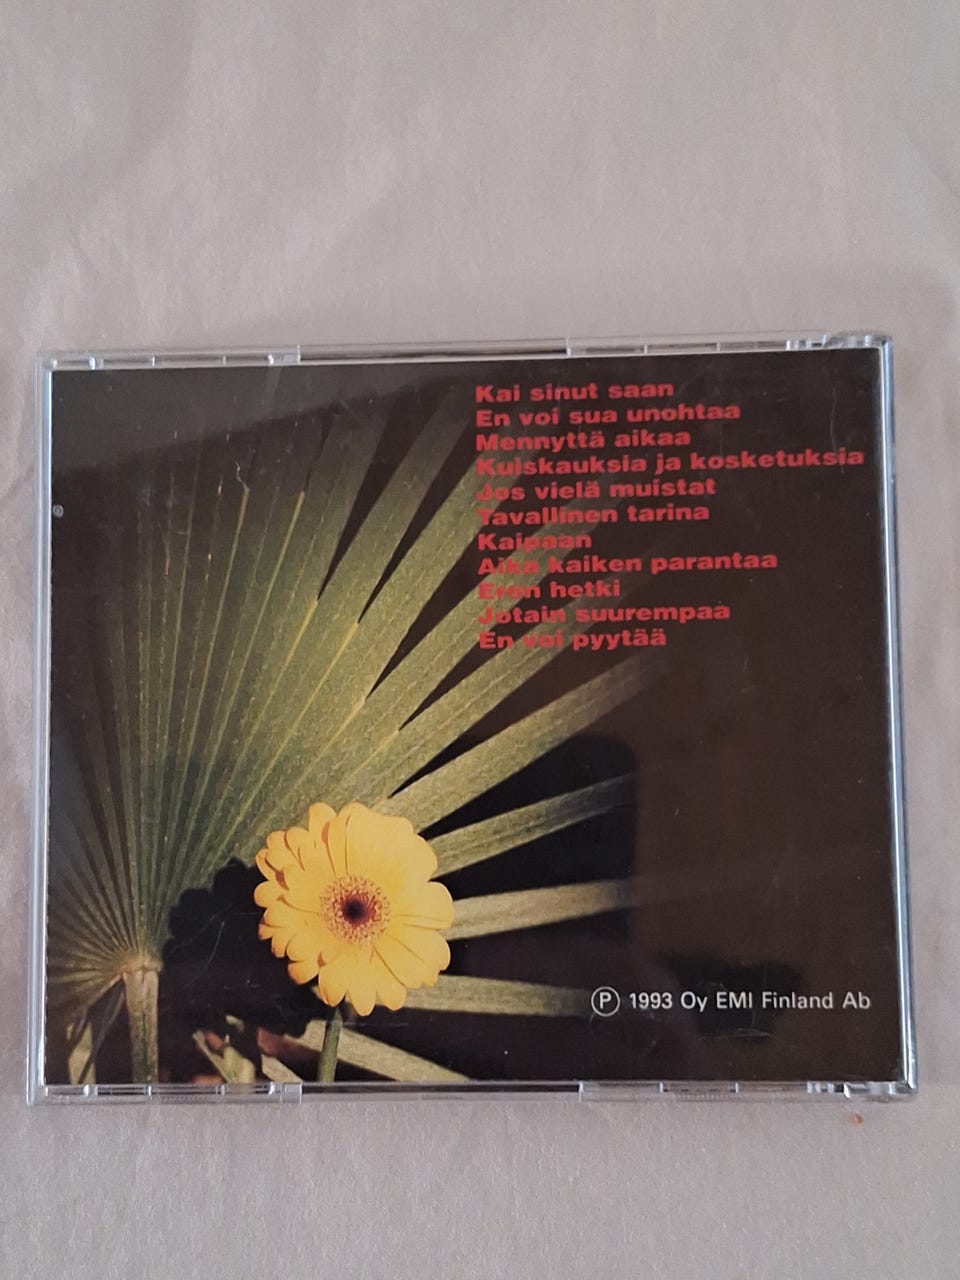 Kai sinut saan
En voi sua unohtaa
Mennyttä aikaa
Kuiskauksia ja kosketuksia
Jos vielä muistat
Tavallinen tarina
Kaipaan
Aika kaiken parantaa
Eron hetki
Jotain suurempaa
En voi pyytää
Ⓟ 1993 Oy EMI Finland Ab